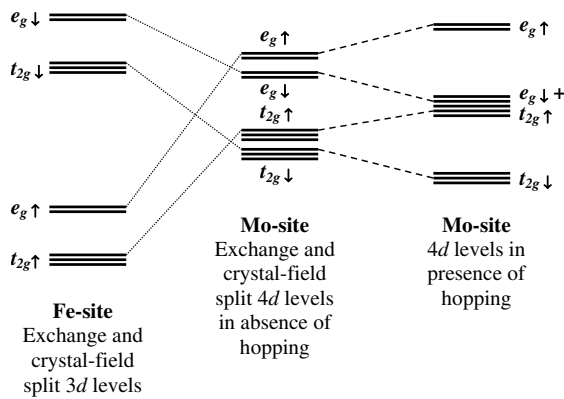 e_g↓
t_2g↓
e_g↑
t_2g↑
Fe-site
Exchange and
crystal-field
split 3d levels
e_g↑
e_g↓
t_2g↑
t_2g↓
Mo-site
Exchange and
crystal-field
split 4d levels
in absence of
hopping
e_g↑
e_g↓+
t_2g↑
t_2g↓
Mo-site
4d levels in
presence of
hopping